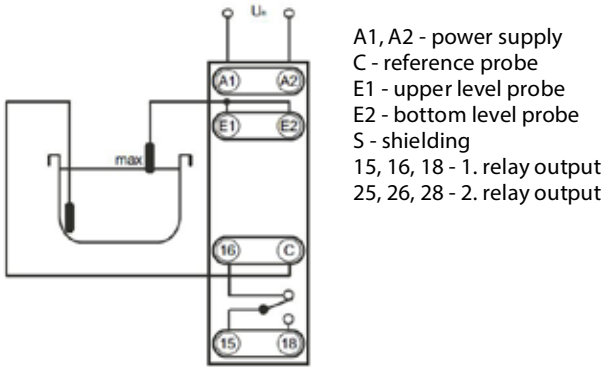 Uₙ
A1 A2
E1 E2
max.
16 C
15 18
A1, A2 - power supply
C - reference probe
E1 - upper level probe
E2 - bottom level probe
S - shielding
15, 16, 18 - 1. relay output
25, 26, 28 - 2. relay output